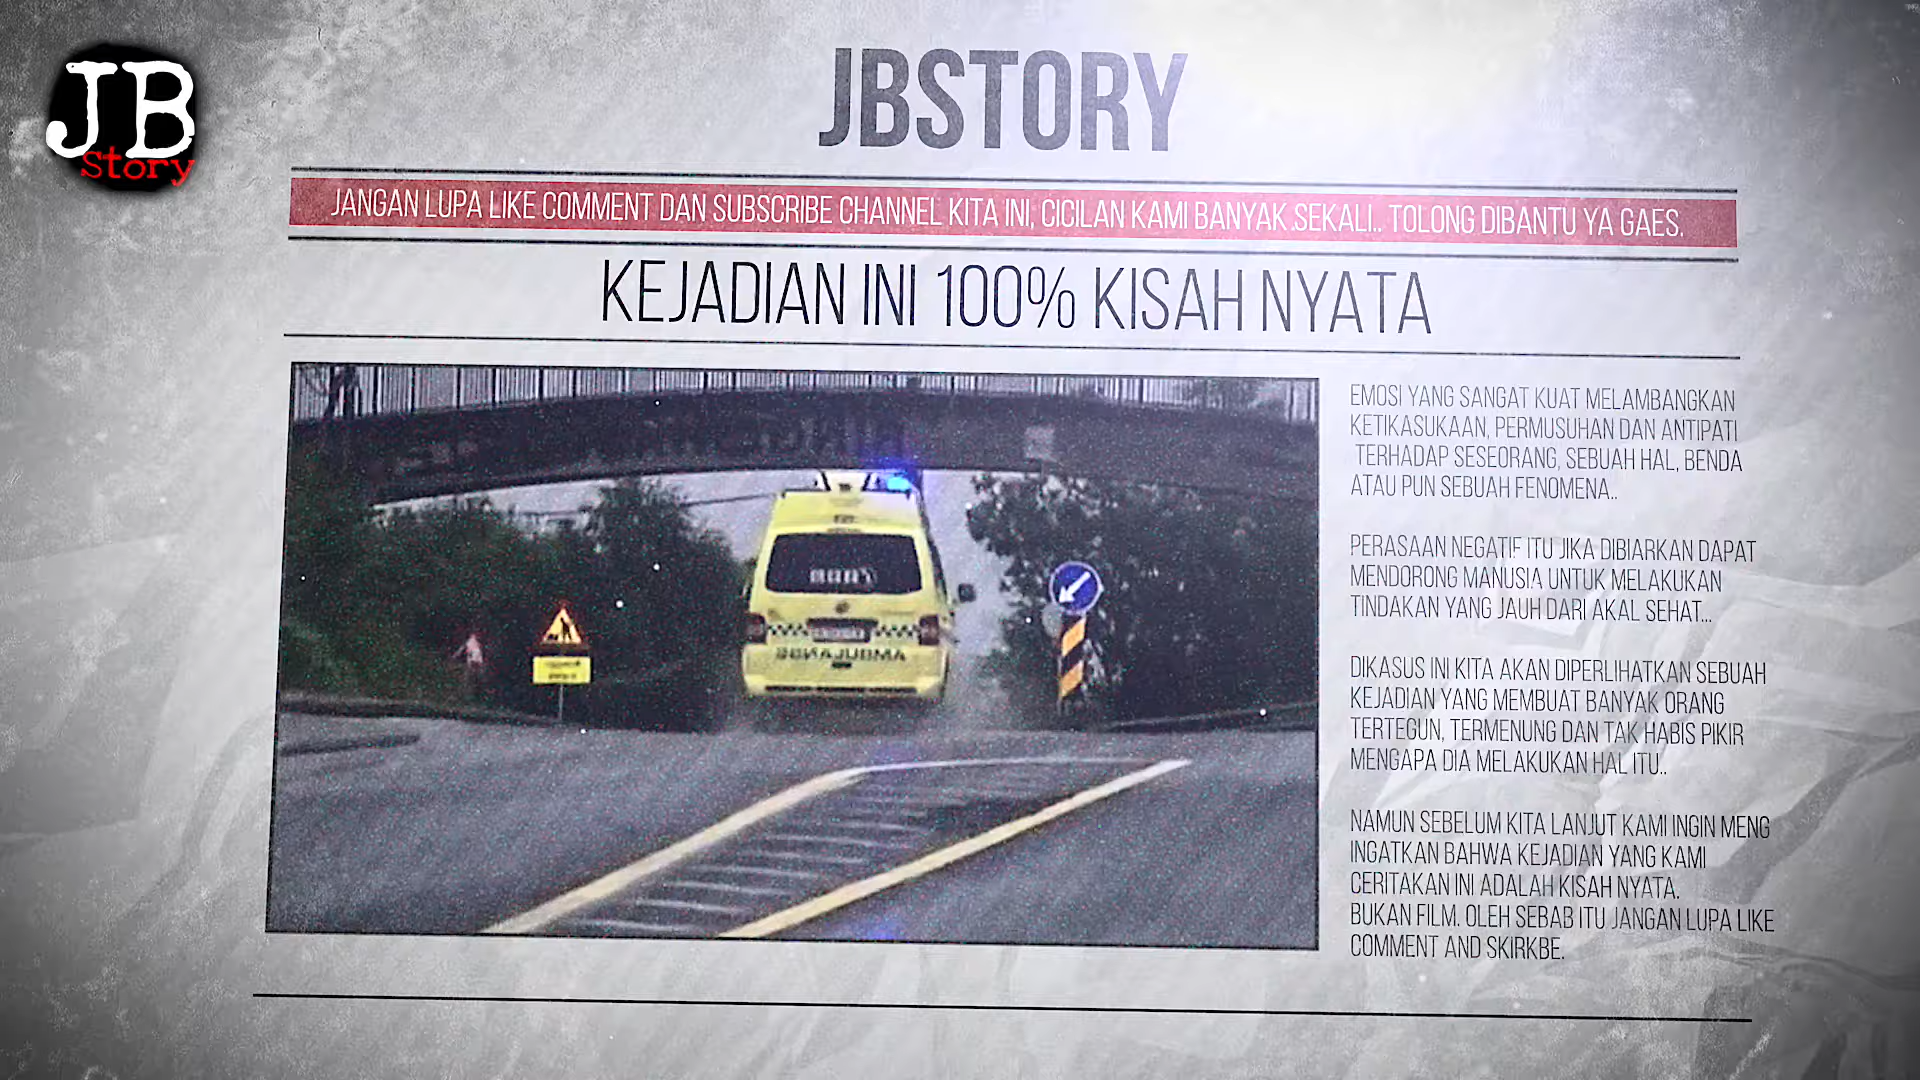 JB
Story
JBSTORY
JANGAN LUPA LIKE COMMENT DAN SUBSCRIBE CHANNEL KITA INI, CICILAN KAMI BANYAK SEKALI.. TOLONG DIBANTU YA GAES.
KEJADIAN INI 100% KISAH NYATA
EMOSI YANG SANGAT KUAT MELAMBANGKAN
KETIKASUKAAN, PERMUSUHAN DAN ANTIPATI
TERHADAP SESEORANG, SEBUAH HAL, BENDA
ATAU PUN SEBUAH FENOMENA..
PERASAAN NEGATIF ITU JIKA DIBIARKAN DAPAT
MENDORONG MANUSIA UNTUK MELAKUKAN
TINDAKAN YANG JAUH DARI AKAL SEHAT...
DIKASUS INI KITA AKAN DIPERLIHATKAN SEBUAH
KEJADIAN YANG MEMBUAT BANYAK ORANG
TERTEGUN, TERMENUNG DAN TAK HABIS PIKIR
MENGAPA DIA MELAKUKAN HAL ITU..
NAMUN SEBELUM KITA LANJUT KAMI INGIN MENG
INGATKAN BAHWA KEJADIAN YANG KAMI
CERITAKAN INI ADALAH KISAH NYATA.
BUKAN FILM. OLEH SEBAB ITU JANGAN LUPA LIKE
COMMENT AND SKIRKBE.